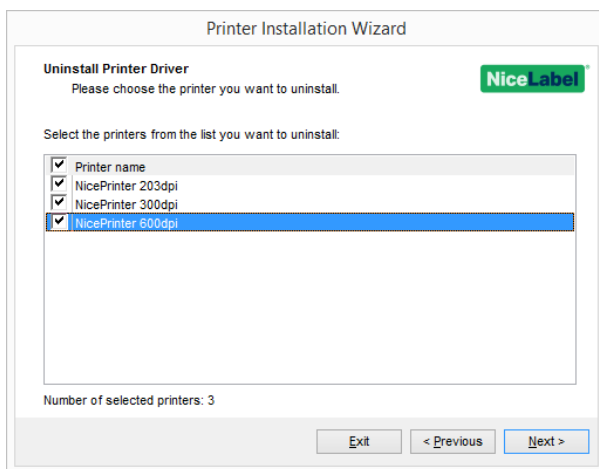 Printer Installation Wizard
Uninstall Printer Driver
Please choose the printer you want to uninstall.
NiceLabel
Select the printers from the list you want to uninstall:
Printer name
NicePrinter 203dpi
NicePrinter 300dpi
NicePrinter 600dpi
Number of selected printers: 3
Exit < Previous Next >